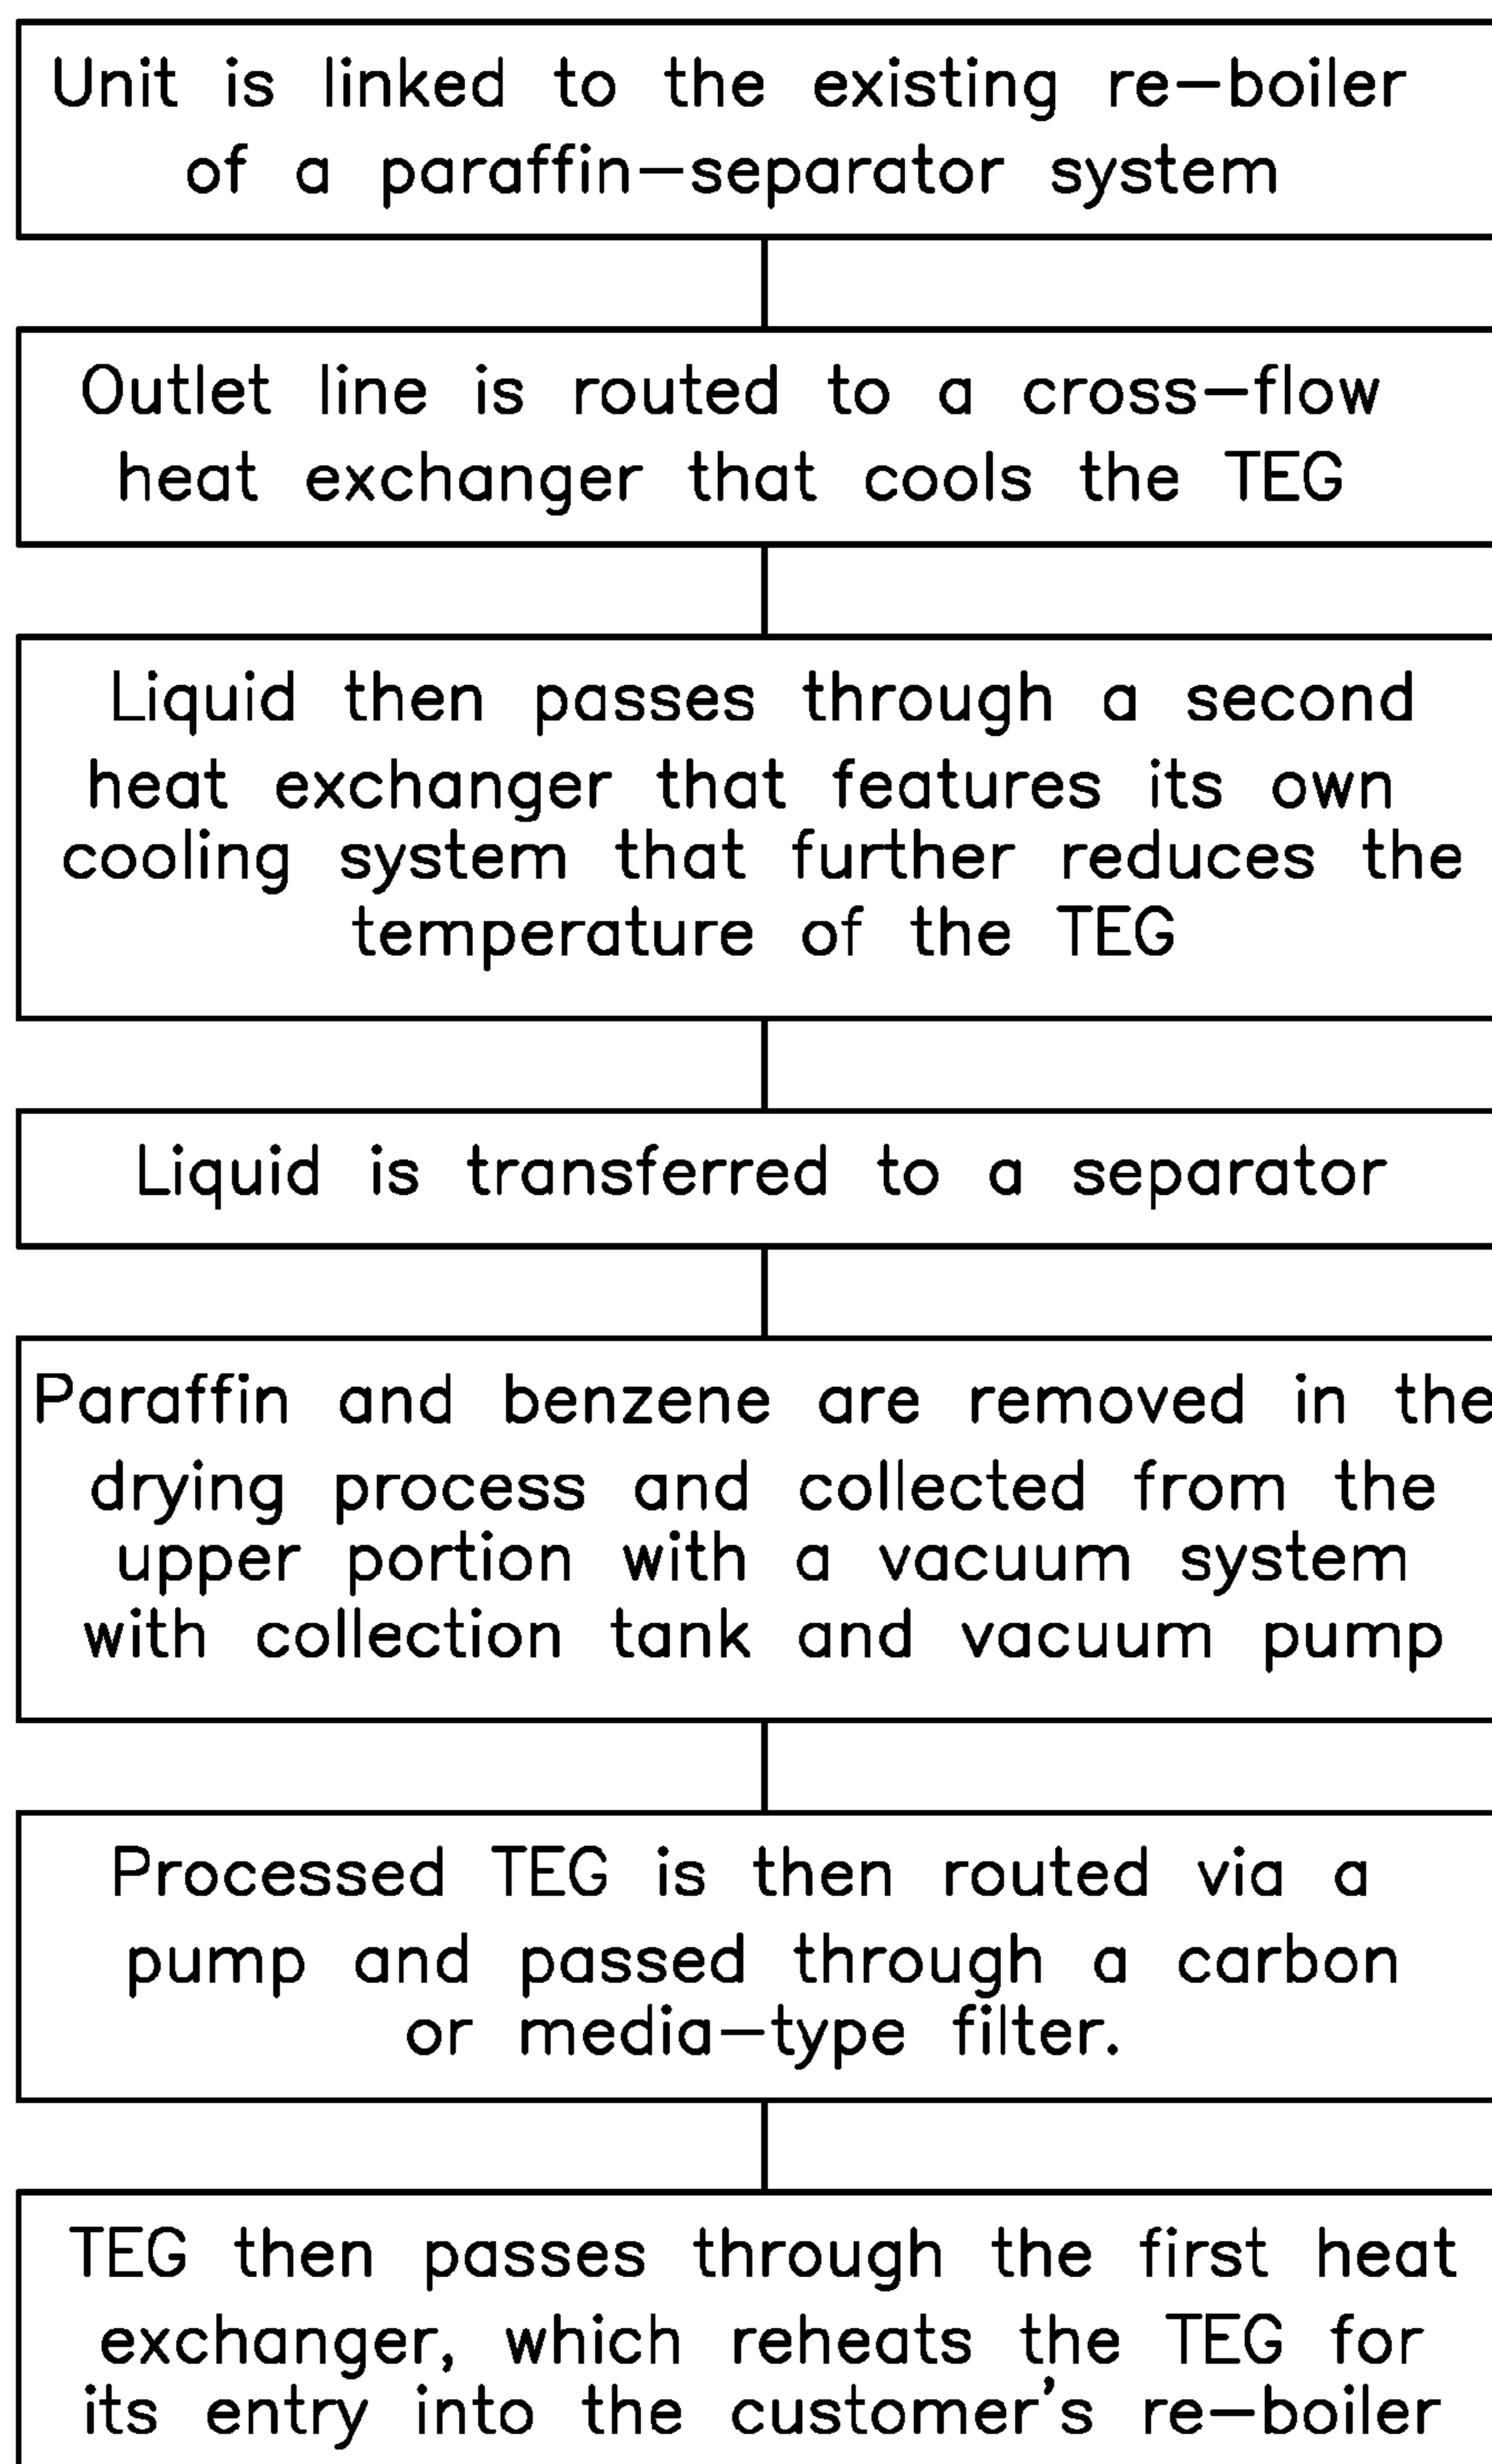 Unit is linked to the existing re-boiler
of a paraffin-separator system
Outlet line is routed to a cross-flow
heat exchanger that cools the TEG
Liquid then passes through a second
heat exchanger that features its own
cooling system that further reduces the
temperature of the TEG
Liquid is transferred to a separator
Paraffin and benzene are removed in the
drying process and collected from the
upper portion with a vacuum system
with collection tank and vacuum pump
Processed TEG is then routed via a
pump and passed through a carbon
or media-type filter.
TEG then passes through the first heat
exchanger, which reheats the TEG for
its entry into the customer's re-boiler